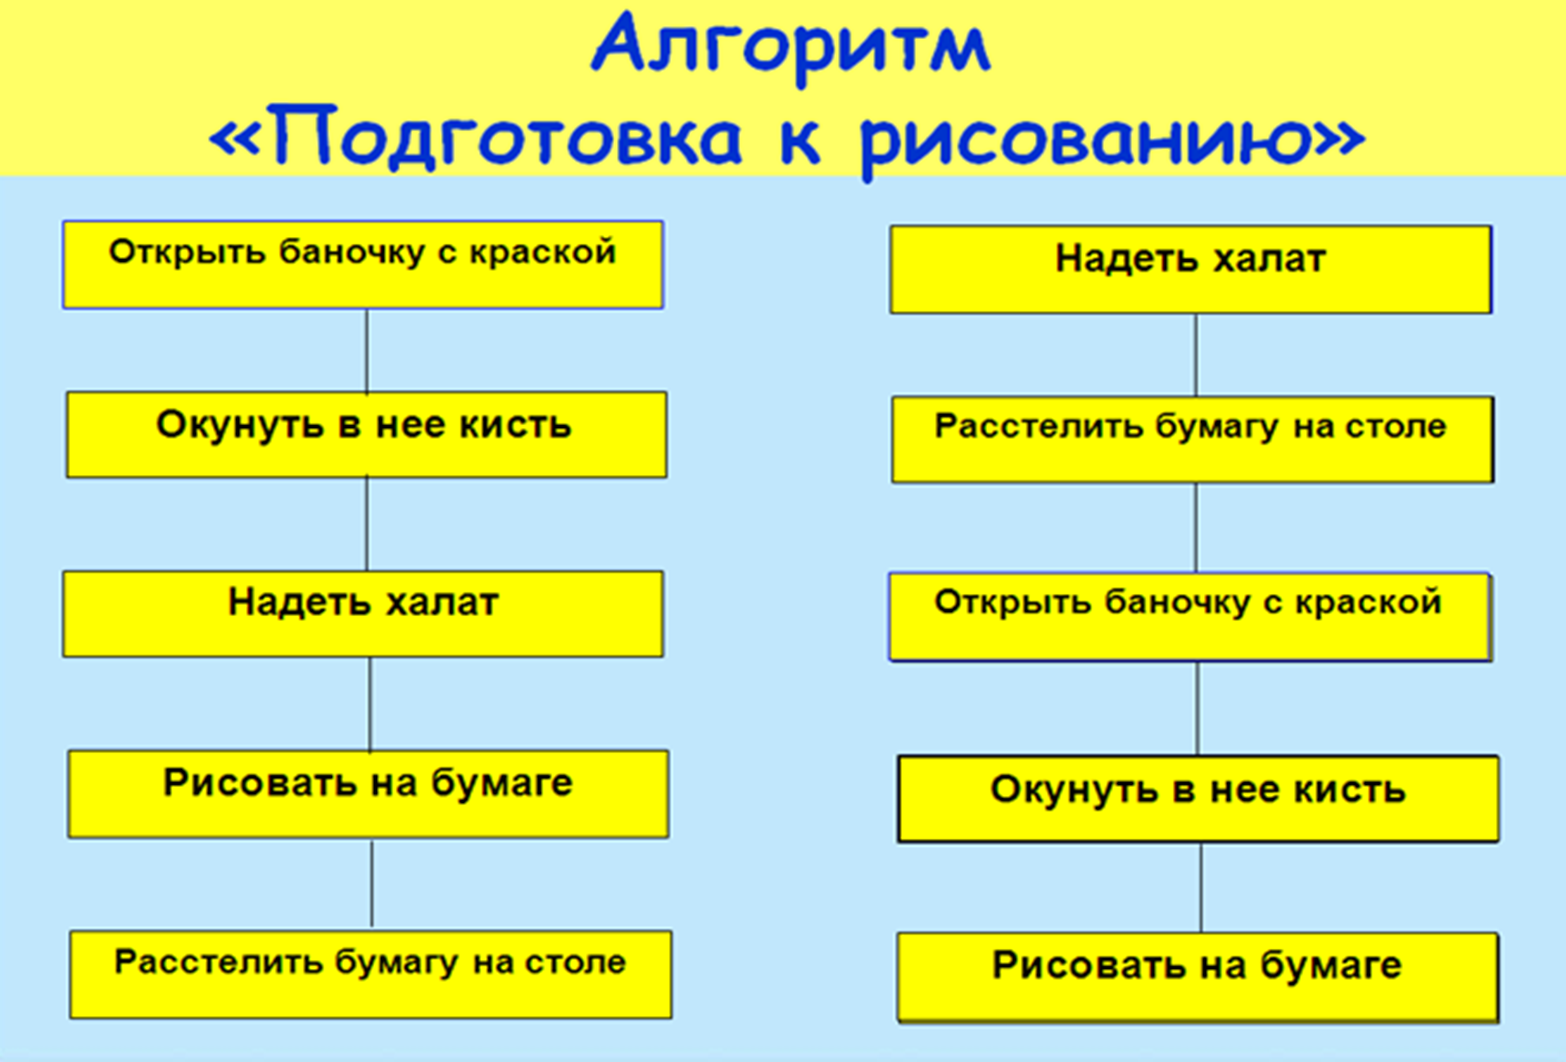 Алгоритм
«Подготовка к рисованию»
Открыть баночку с краской
Окунуть в нее кисть
Надеть халат
Рисовать на бумаге
Расстелить бумагу на столе
Надеть халат
Расстелить бумагу на столе
Открыть баночку с краской
Окунуть в нее кисть
Рисовать на бумаге